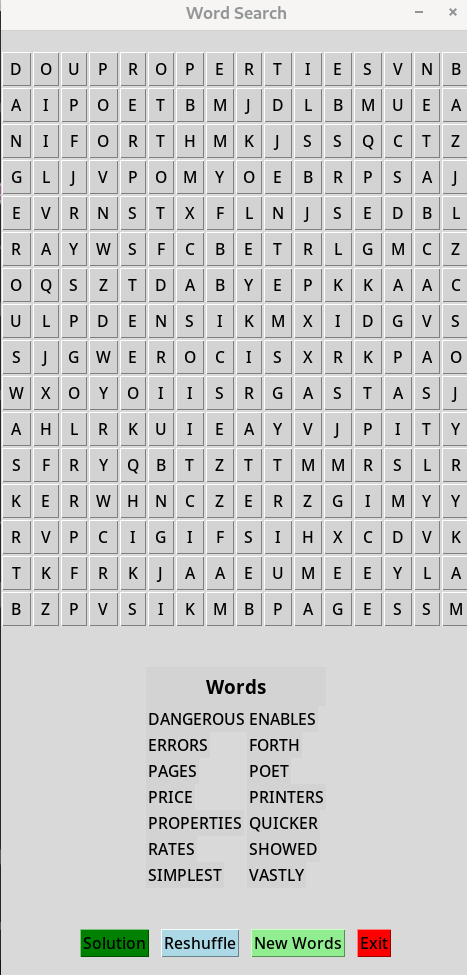 Word Search
D O U P R O P E R T I E S V N B
A I P O E T B M J D L B M U E A
N I F O R T H M K J S S Q C T Z
G L J V P O M Y O E B R P S A J
E V R N S T X F L N J S E D B L
R A Y W S F C B E T R L G M C Z
O Q S Z T D A B Y E P K K A A C
U L P D E N S I K M X I D G V S
S J G W E R O C I S X R K P A O
W X O Y O I I S R G A S T A S J
A H L R K U I E A Y V J P I T Y
S F R Y Q B T Z T T M M R S L R
K E R W H N C Z E R Z G I M Y Y
R V P C I G I F S I H X C D V K
T K F R K J A A E U M E E Y L A
B Z P V S I K M B P A G E S S M
Words
DANGEROUS ENABLES
ERRORS FORTH
PAGES POET
PRICE PRINTERS
PROPERTIES QUICKER
RATES SHOWED
SIMPLEST VASTLY
Solution Reshuffle New Words Exit